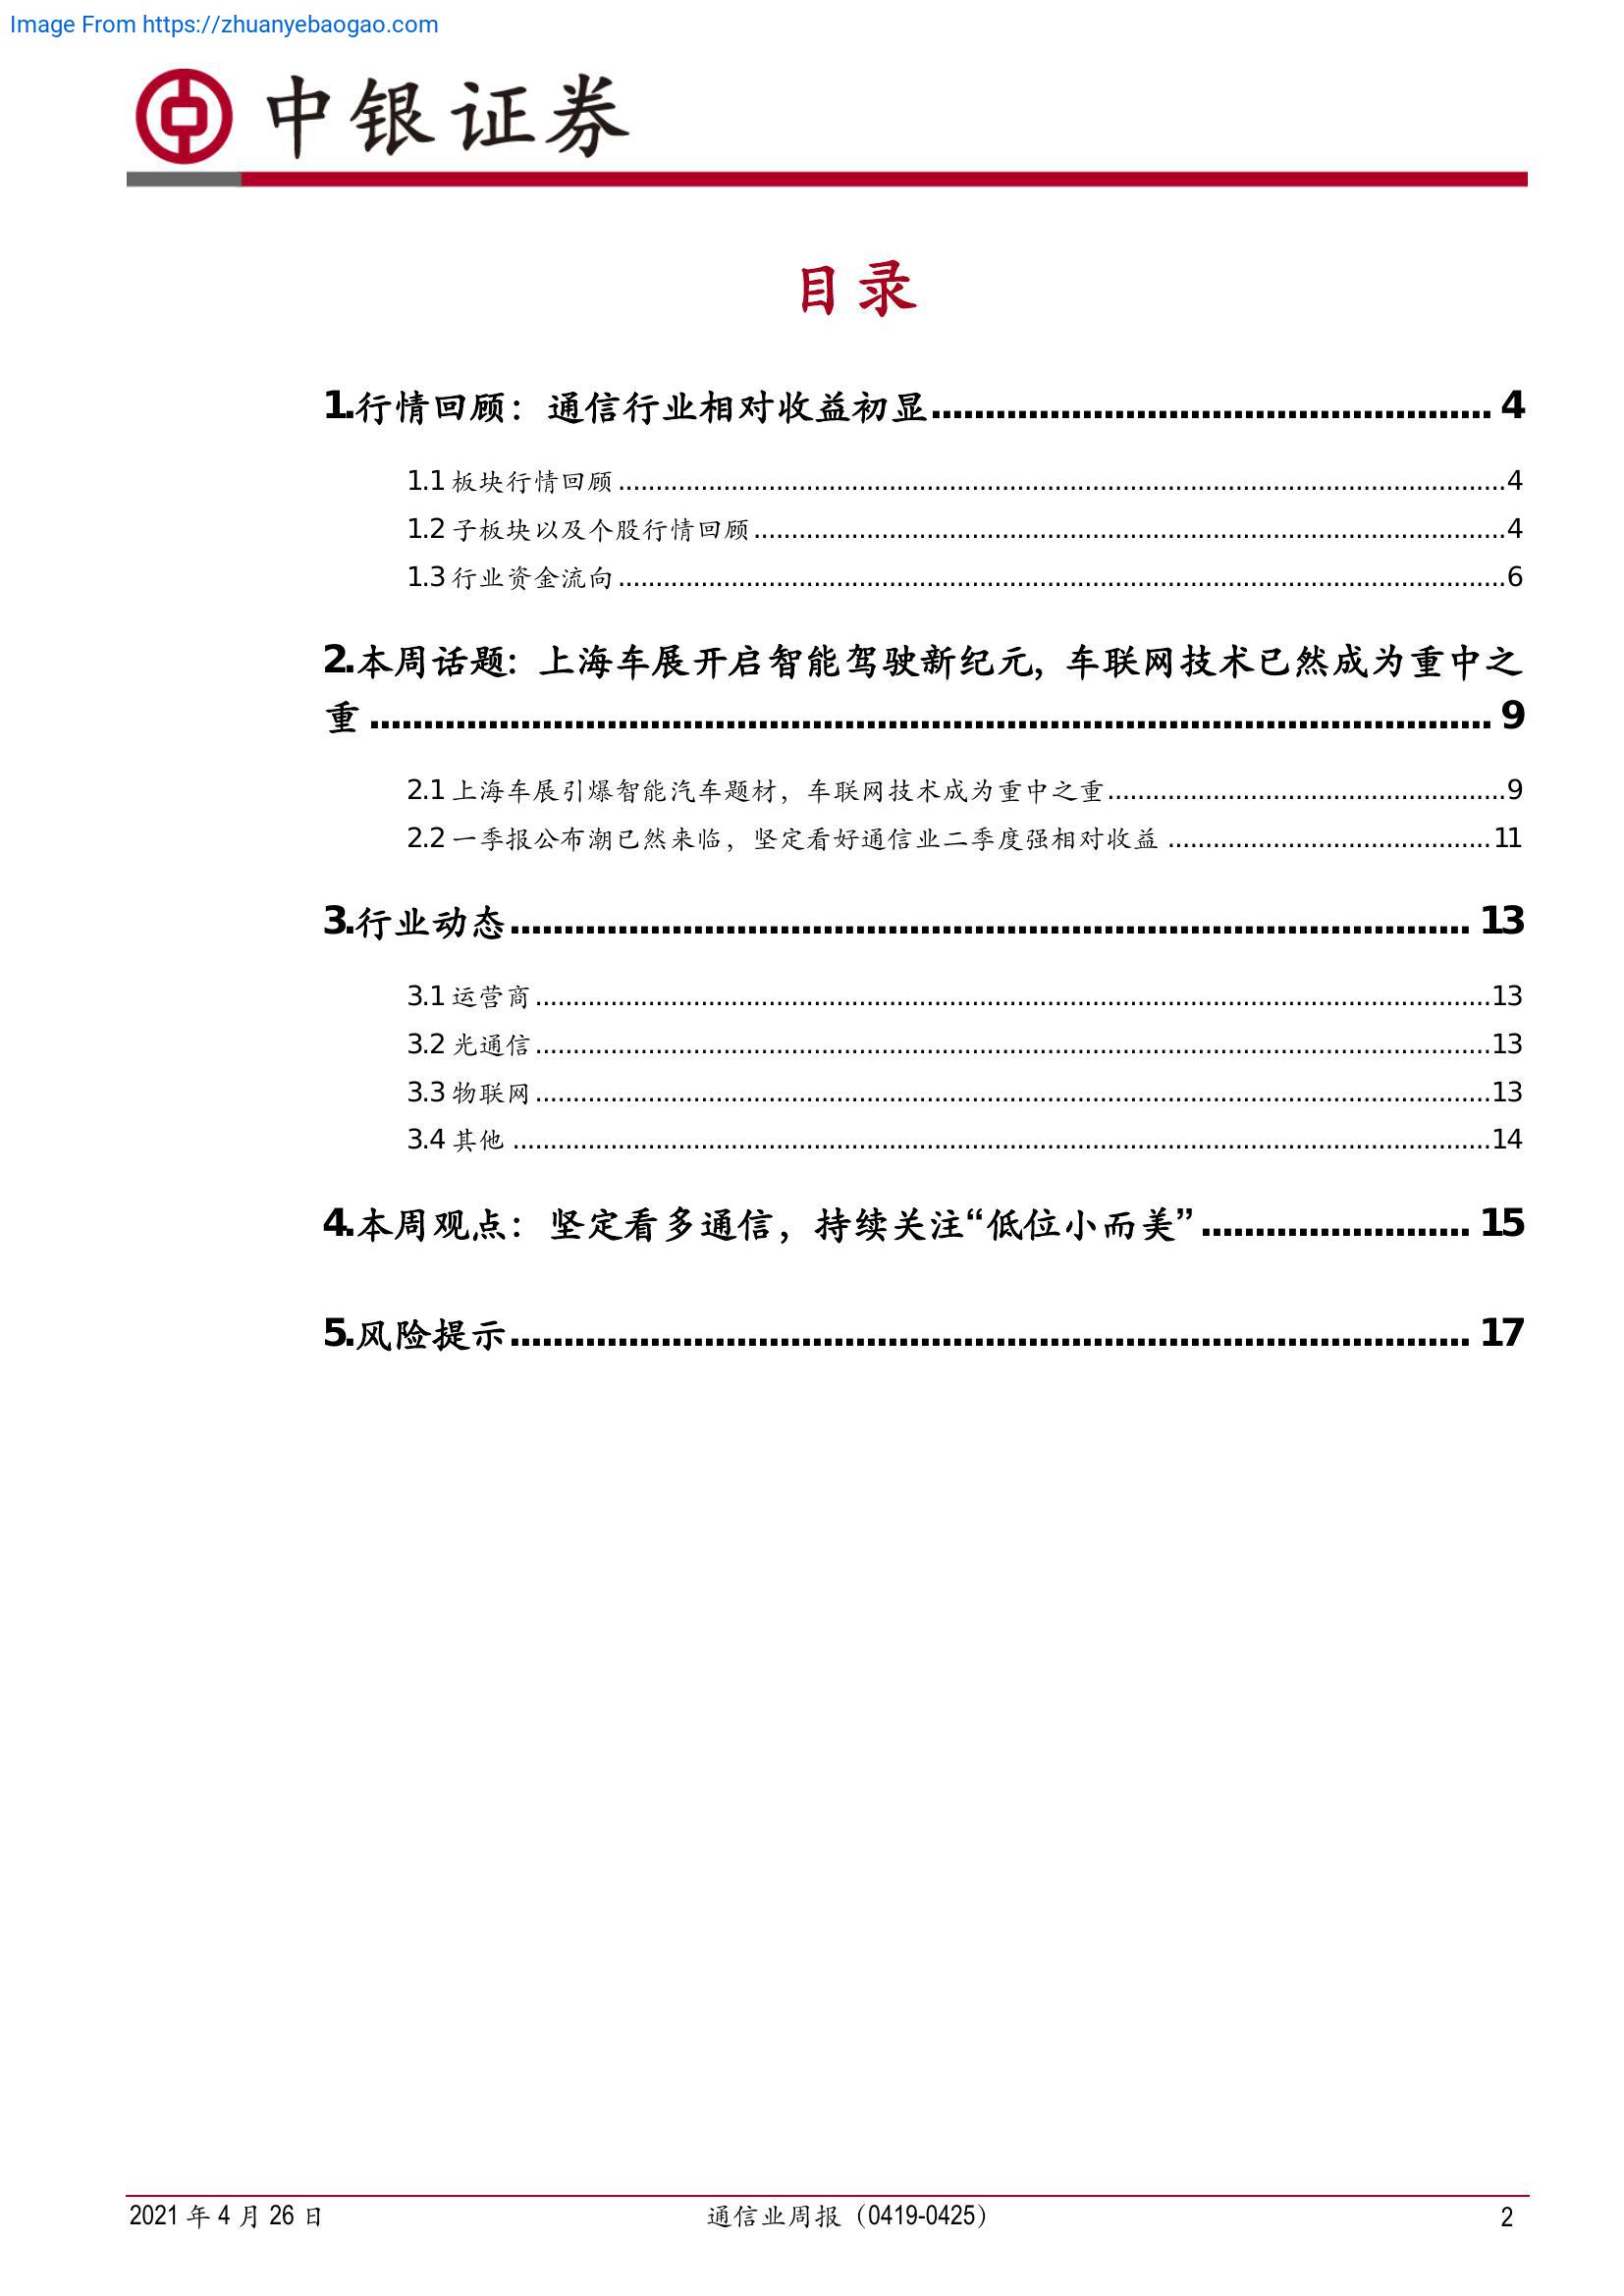 Image From https://zhuanyebaogao.com
中银证券
目录
1.行情回顾：通信行业相对收益初显.................... 4
1.1 板块行情回顾....................4
1.2 子板块以及个股行情回顾....................4
1.3 行业资金流向....................6
2.本周话题：上海车展开启智能驾驶新纪元，车联网技术已然成为重中之
重.................... 9
2.1 上海车展引爆智能汽车题材，车联网技术成为重中之重....................9
2.2 一季报公布潮已然来临，坚定看好通信业二季度强相对收益....................11
3.行业动态.................... 13
3.1 运营商....................13
3.2 光通信....................13
3.3 物联网....................13
3.4 其他....................14
4.本周观点：坚定看多通信，持续关注“低位小而美”.................... 15
5.风险提示.................... 17
2021 年 4 月 26 日 通信业周报（0419-0425） 2